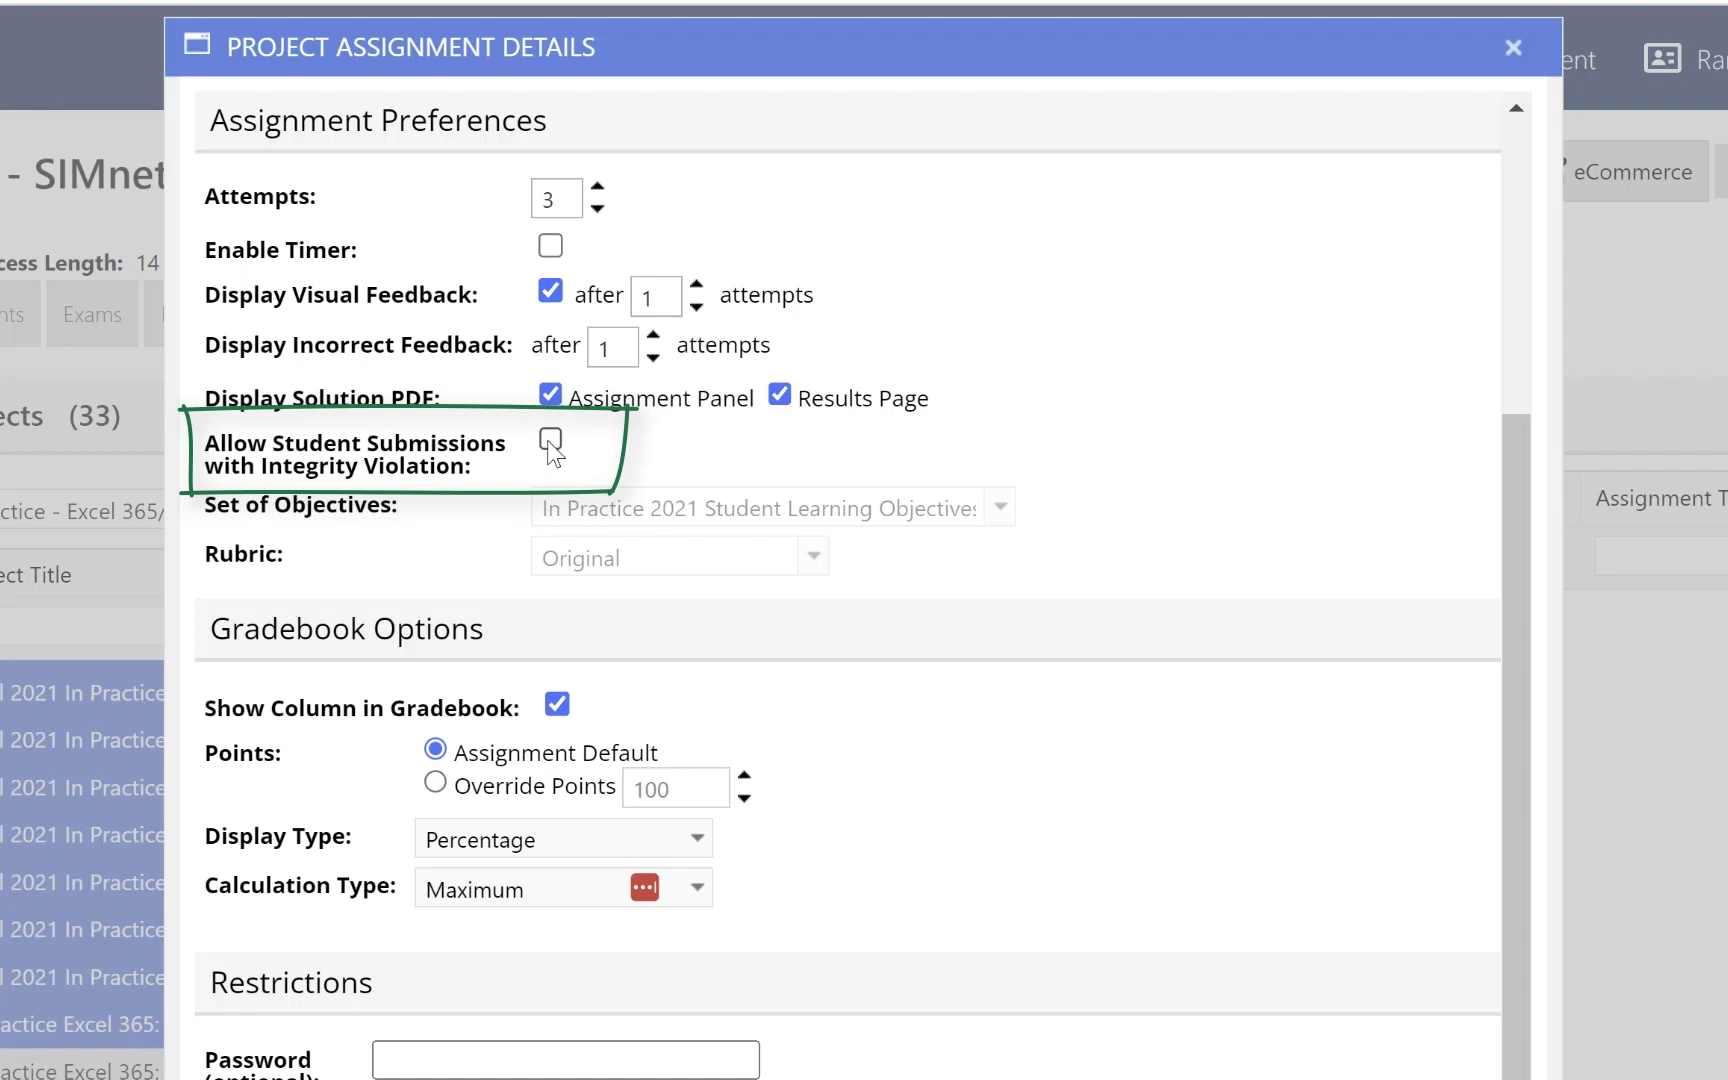 PROJECT ASSIGNMENT DETAILS
ent
Ra
- SIMnet
eCommerce
cess Length: 14
nts
Exams
ects (33)
ctice - Excel 365/
ect Title
l 2021 In Practice
l 2021 In Practice
l 2021 In Practice
l 2021 In Practice
l 2021 In Practice
l 2021 In Practice
l 2021 In Practice
actice Excel 365:
actice Excel 365:
Assignment Preferences
Attempts: 3
Enable Timer:
Display Visual Feedback: after 1 attempts
Display Incorrect Feedback: after 1 attempts
Display Solution PDF: Assignment Panel Results Page
Allow Student Submissions
with Integrity Violation:
Set of Objectives: In Practice 2021 Student Learning Objectives
Rubric: Original
Gradebook Options
Show Column in Gradebook:
Points: Assignment Default
Override Points 100
Display Type: Percentage
Calculation Type: Maximum
Restrictions
Password
(optional):
Assignment T